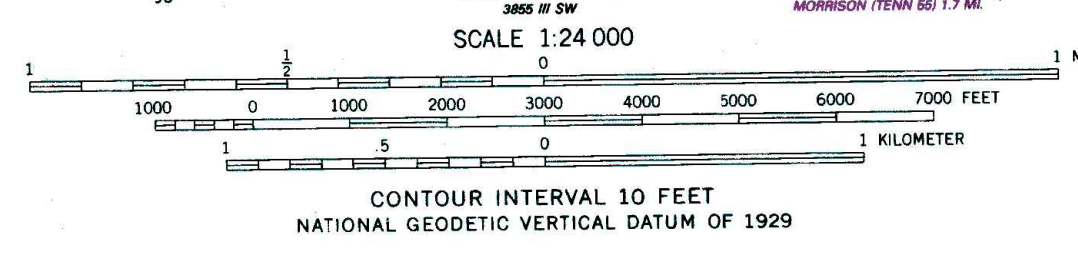 3855 III SW
MORRISON (TENN 55) 1.7 MI.
SCALE 1:24 000
1 1/2 0 1
1000 0 1000 2000 3000 4000 5000 6000 7000 FEET
1 .5 0 1 KILOMETER
CONTOUR INTERVAL 10 FEET
NATIONAL GEODETIC VERTICAL DATUM OF 1929